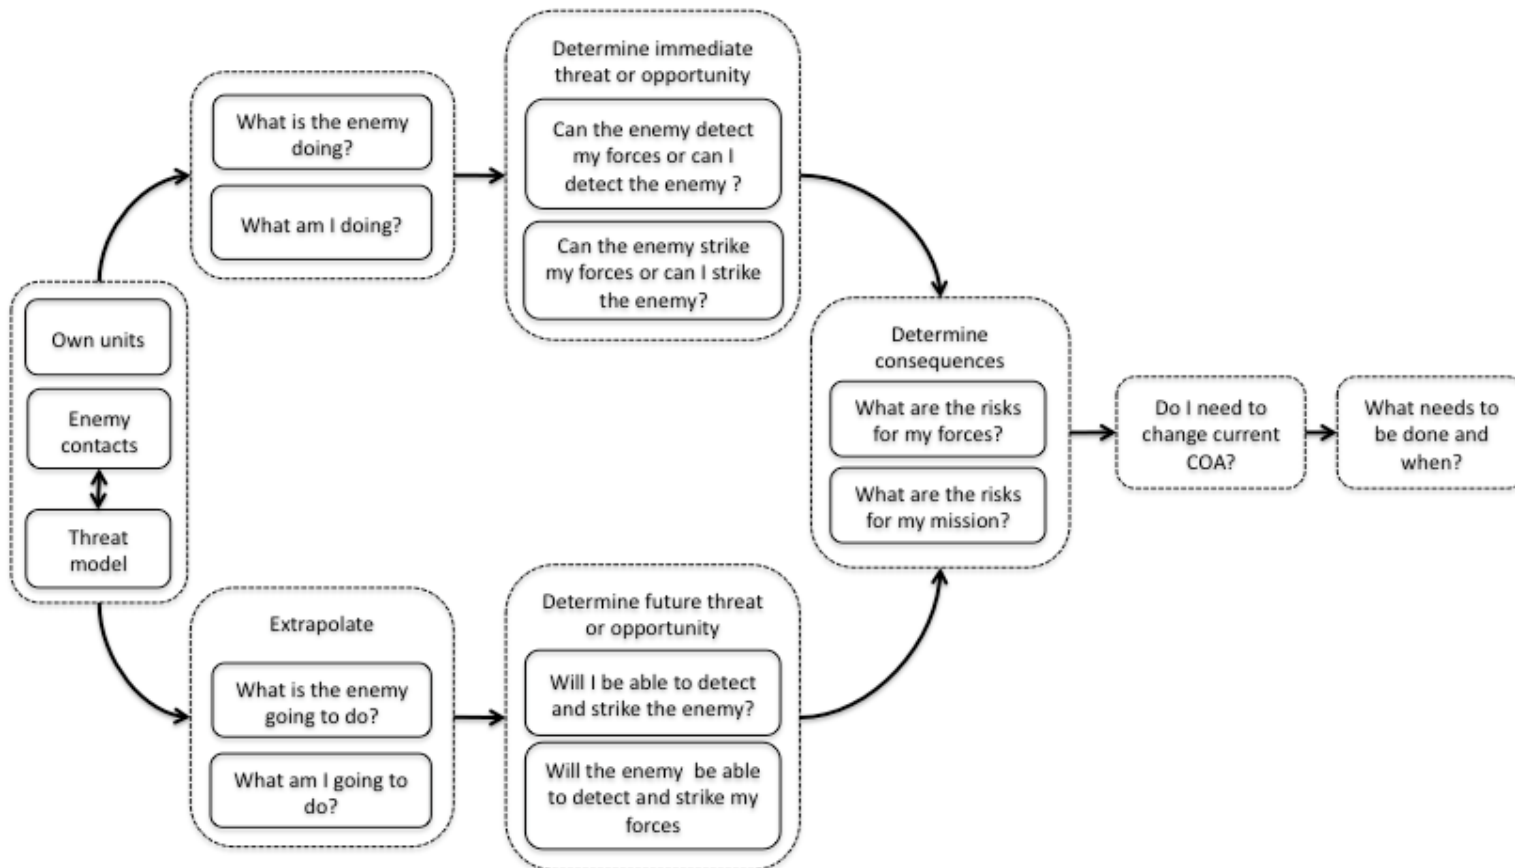 Own units
Enemy
contacts
Threat
model
What is the enemy
doing?
What am I doing?
Determine immediate
threat or opportunity
Can the enemy detect
my forces or can I
detect the enemy ?
Can the enemy strike
my forces or can I strike
the enemy?
Extrapolate
What is the enemy
going to do?
What am I going to
do?
Determine future threat
or opportunity
Will I be able to detect
and strike the enemy?
Will the enemy  be able
to detect and strike my
forces
Determine
consequences
What are the risks
for my forces?
What are the risks
for my mission?
Do I need to
change current
COA?
What needs to
be done and
when?